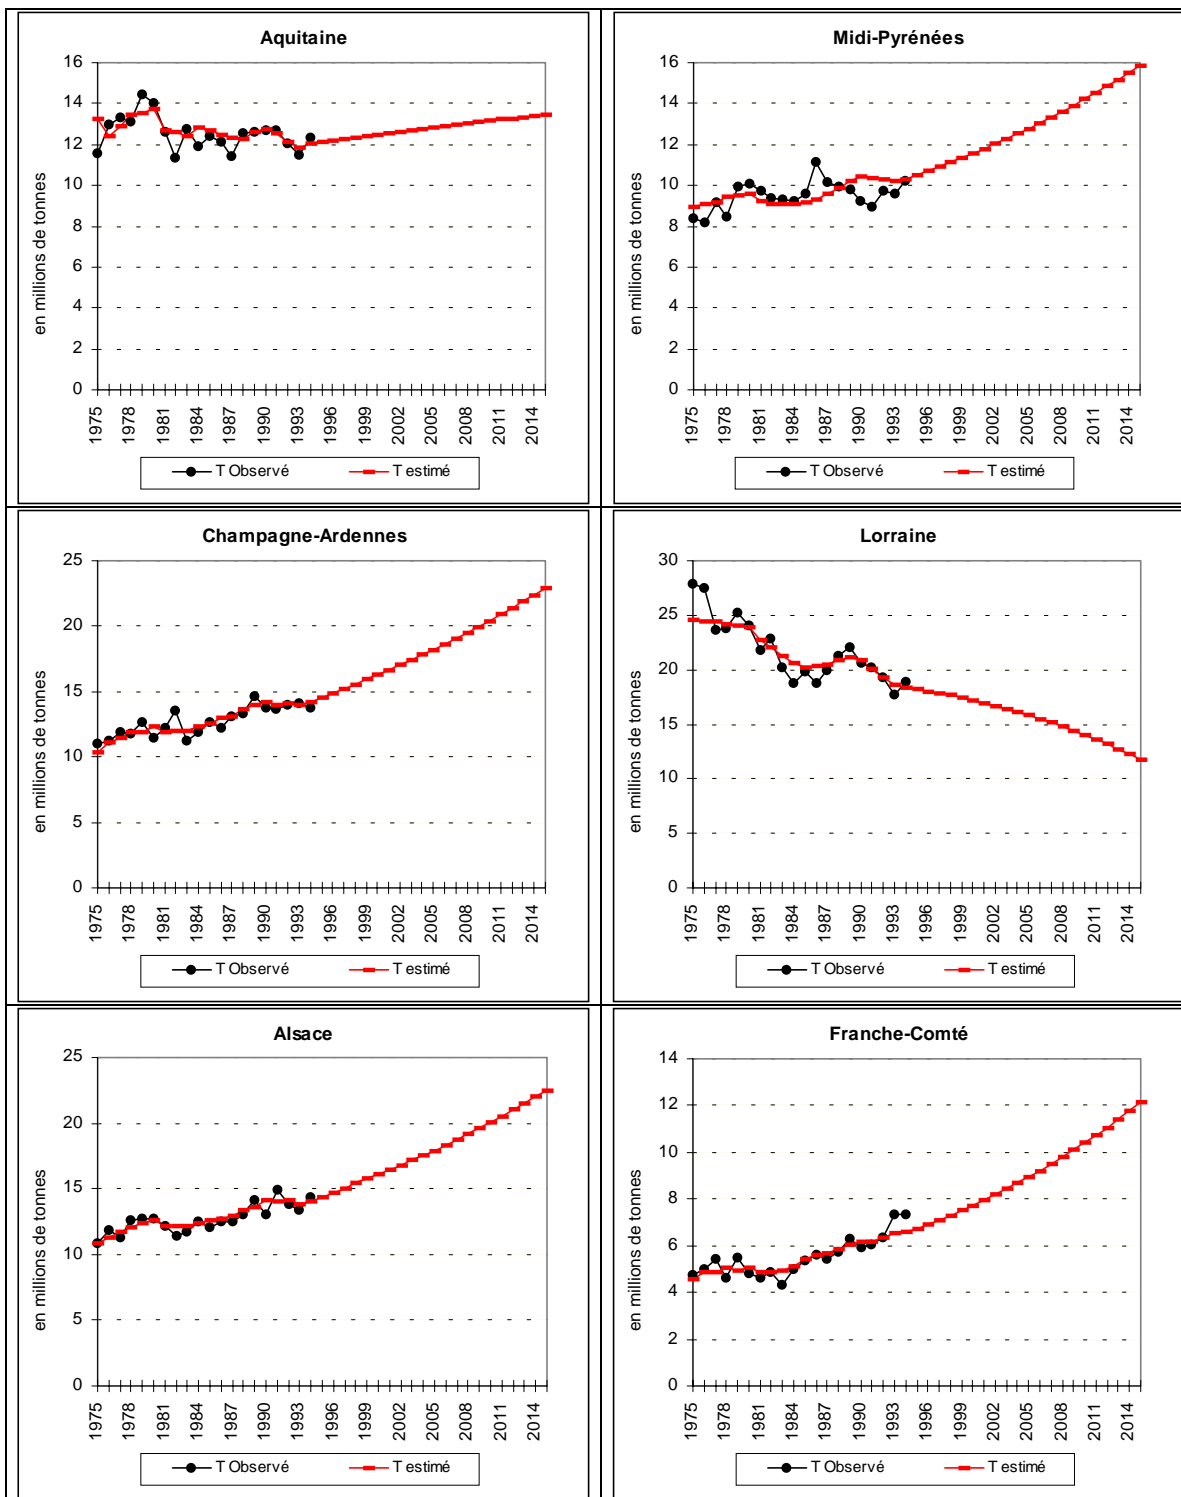 Aquitaine
en millions de tonnes
16
14
12
10
8
6
4
2
0
1975 1978 1981 1984 1987 1990 1993 1996 1999 2002 2005 2008 2011 2014
T Observé T estimé
Midi-Pyrénées
en millions de tonnes
16
14
12
10
8
6
4
2
0
1975 1978 1981 1984 1987 1990 1993 1996 1999 2002 2005 2008 2011 2014
T Observé T estimé
Champagne-Ardennes
en millions de tonnes
25
20
15
10
5
0
1975 1978 1981 1984 1987 1990 1993 1996 1999 2002 2005 2008 2011 2014
T Observé T estimé
Lorraine
en millions de tonnes
30
25
20
15
10
5
0
1975 1978 1981 1984 1987 1990 1993 1996 1999 2002 2005 2008 2011 2014
T Observé T estimé
Alsace
en millions de tonnes
25
20
15
10
5
0
1975 1978 1981 1984 1987 1990 1993 1996 1999 2002 2005 2008 2011 2014
T Observé T estimé
Franche-Comté
en millions de tonnes
14
12
10
8
6
4
2
0
1975 1978 1981 1984 1987 1990 1993 1996 1999 2002 2005 2008 2011 2014
T Observé T estimé